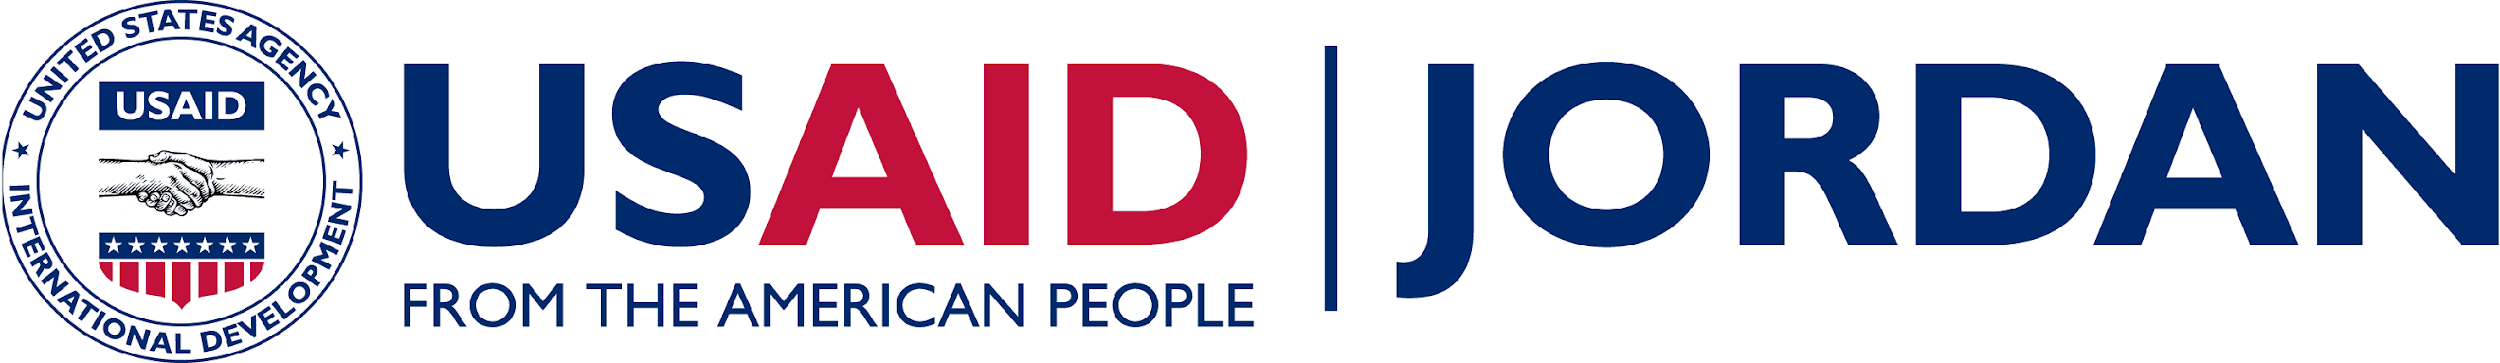 UNITED STATES AGENCY
INTERNATIONAL DEVELOPMENT
USAID
USAID
FROM THE AMERICAN PEOPLE
JORDAN